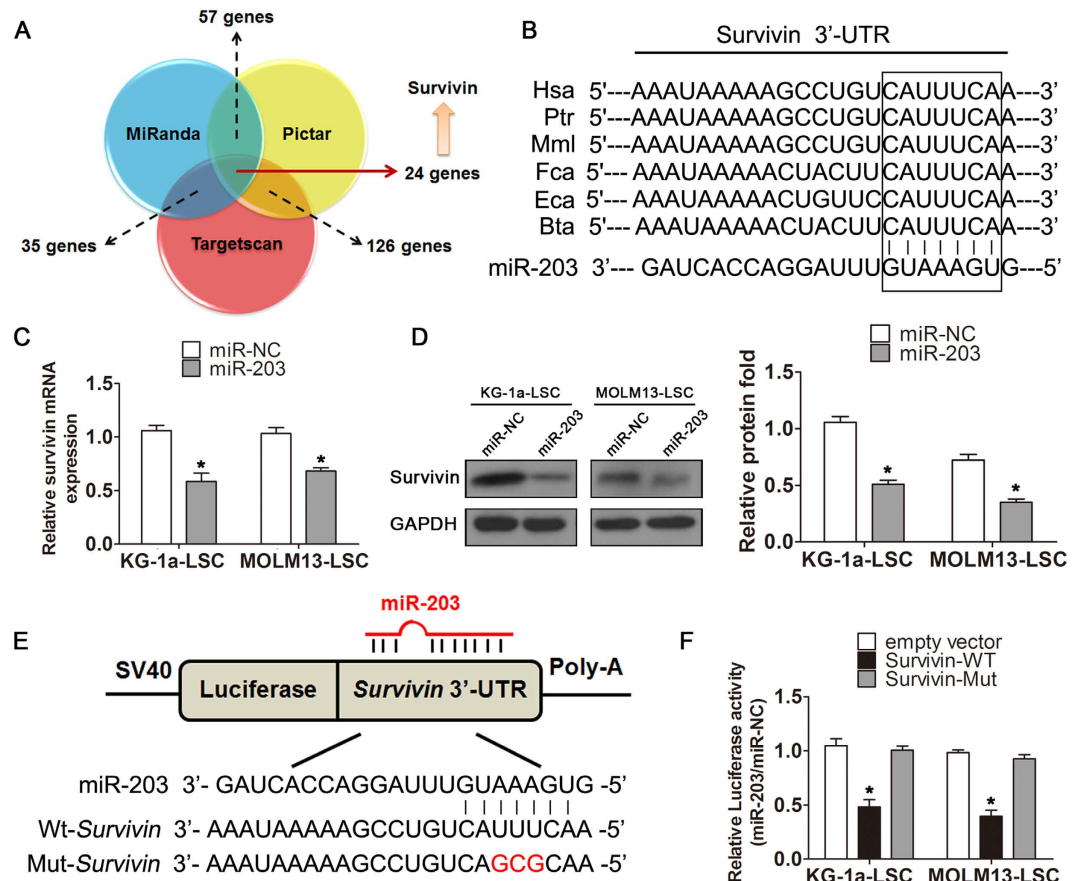 A
57 genes
MiRanda
Pictar
Survivin
24 genes
35 genes
Targetscan
126 genes
B
Survivin 3'-UTR
Hsa 5'---AAAUAAAAAGCCUGUCAUUUCAA---3'
Ptr 5'---AAAUAAAAAGCCUGUCAUUUCAA---3'
Mml 5'---AAAUAAAAAGCCUGUCAUUUCAA---3'
Fca 5'---AAAUAAAAACUACUUCAUUUCAA---3'
Eca 5'---AAAUAAAAACUGUUCCAUUUCAA---3'
Bta 5'---AAAUAAAAACUACUUCAUUUCAA---3'
miR-203 3'--- GAUCACCAGGAUUUGUAAAGUG---5'
C
miR-NC
miR-203
Relative survivin mRNA
expression
1.5
1.0
0.5
0.0
*
*
KG-1a-LSC MOLM13-LSC
D
KG-1a-LSC MOLM13-LSC
miR-NC miR-203 miR-NC miR-203
Survivin
GAPDH
miR-NC
miR-203
Relative protein fold
1.5
1.0
0.5
0.0
*
*
KG-1a-LSC MOLM13-LSC
E
miR-203
SV40
Luciferase
Survivin 3'-UTR
Poly-A
miR-203 3'- GAUCACCAGGAUUUGUAAAGUG -5'
Wt-Survivin 3'- AAAUAAAAAGCCUGUCAUUUCAA -5'
Mut-Survivin 3'- AAAUAAAAAGCCUGUCAGCGCAA -5'
F
empty vector
Survivin-WT
Survivin-Mut
Relative Luciferase activity
(miR-203/miR-NC)
1.5
1.0
0.5
0.0
*
*
KG-1a-LSC MOLM13-LSC